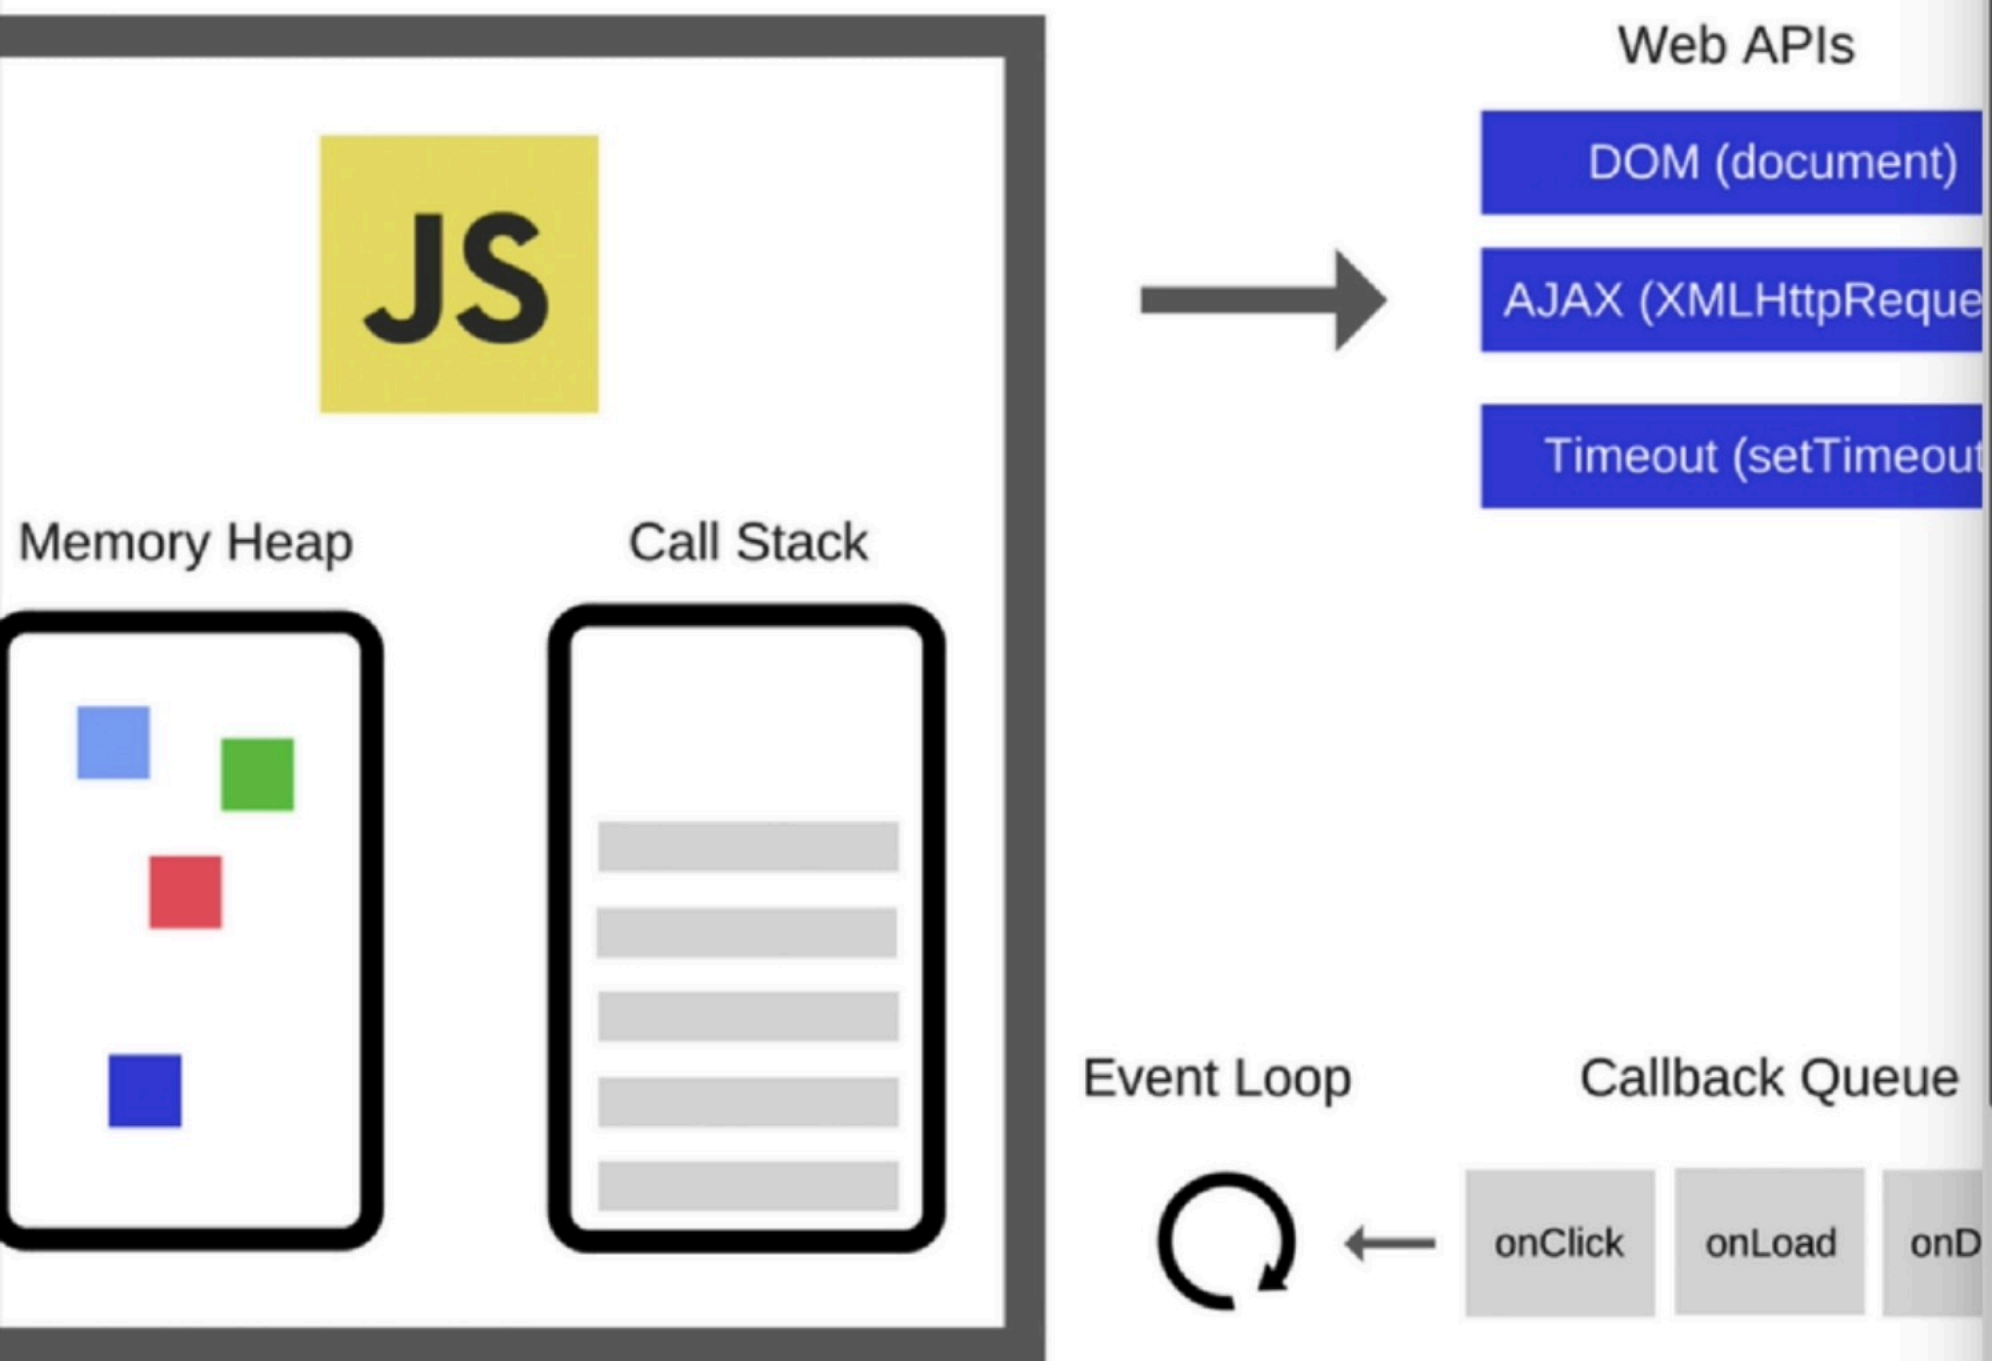 Web APIs
DOM (document)
JS
AJAX (XMLHttpReque
Timeout (setTimeout
Memory Heap
Call Stack
Event Loop
Callback Queue
onClick
onLoad
onD